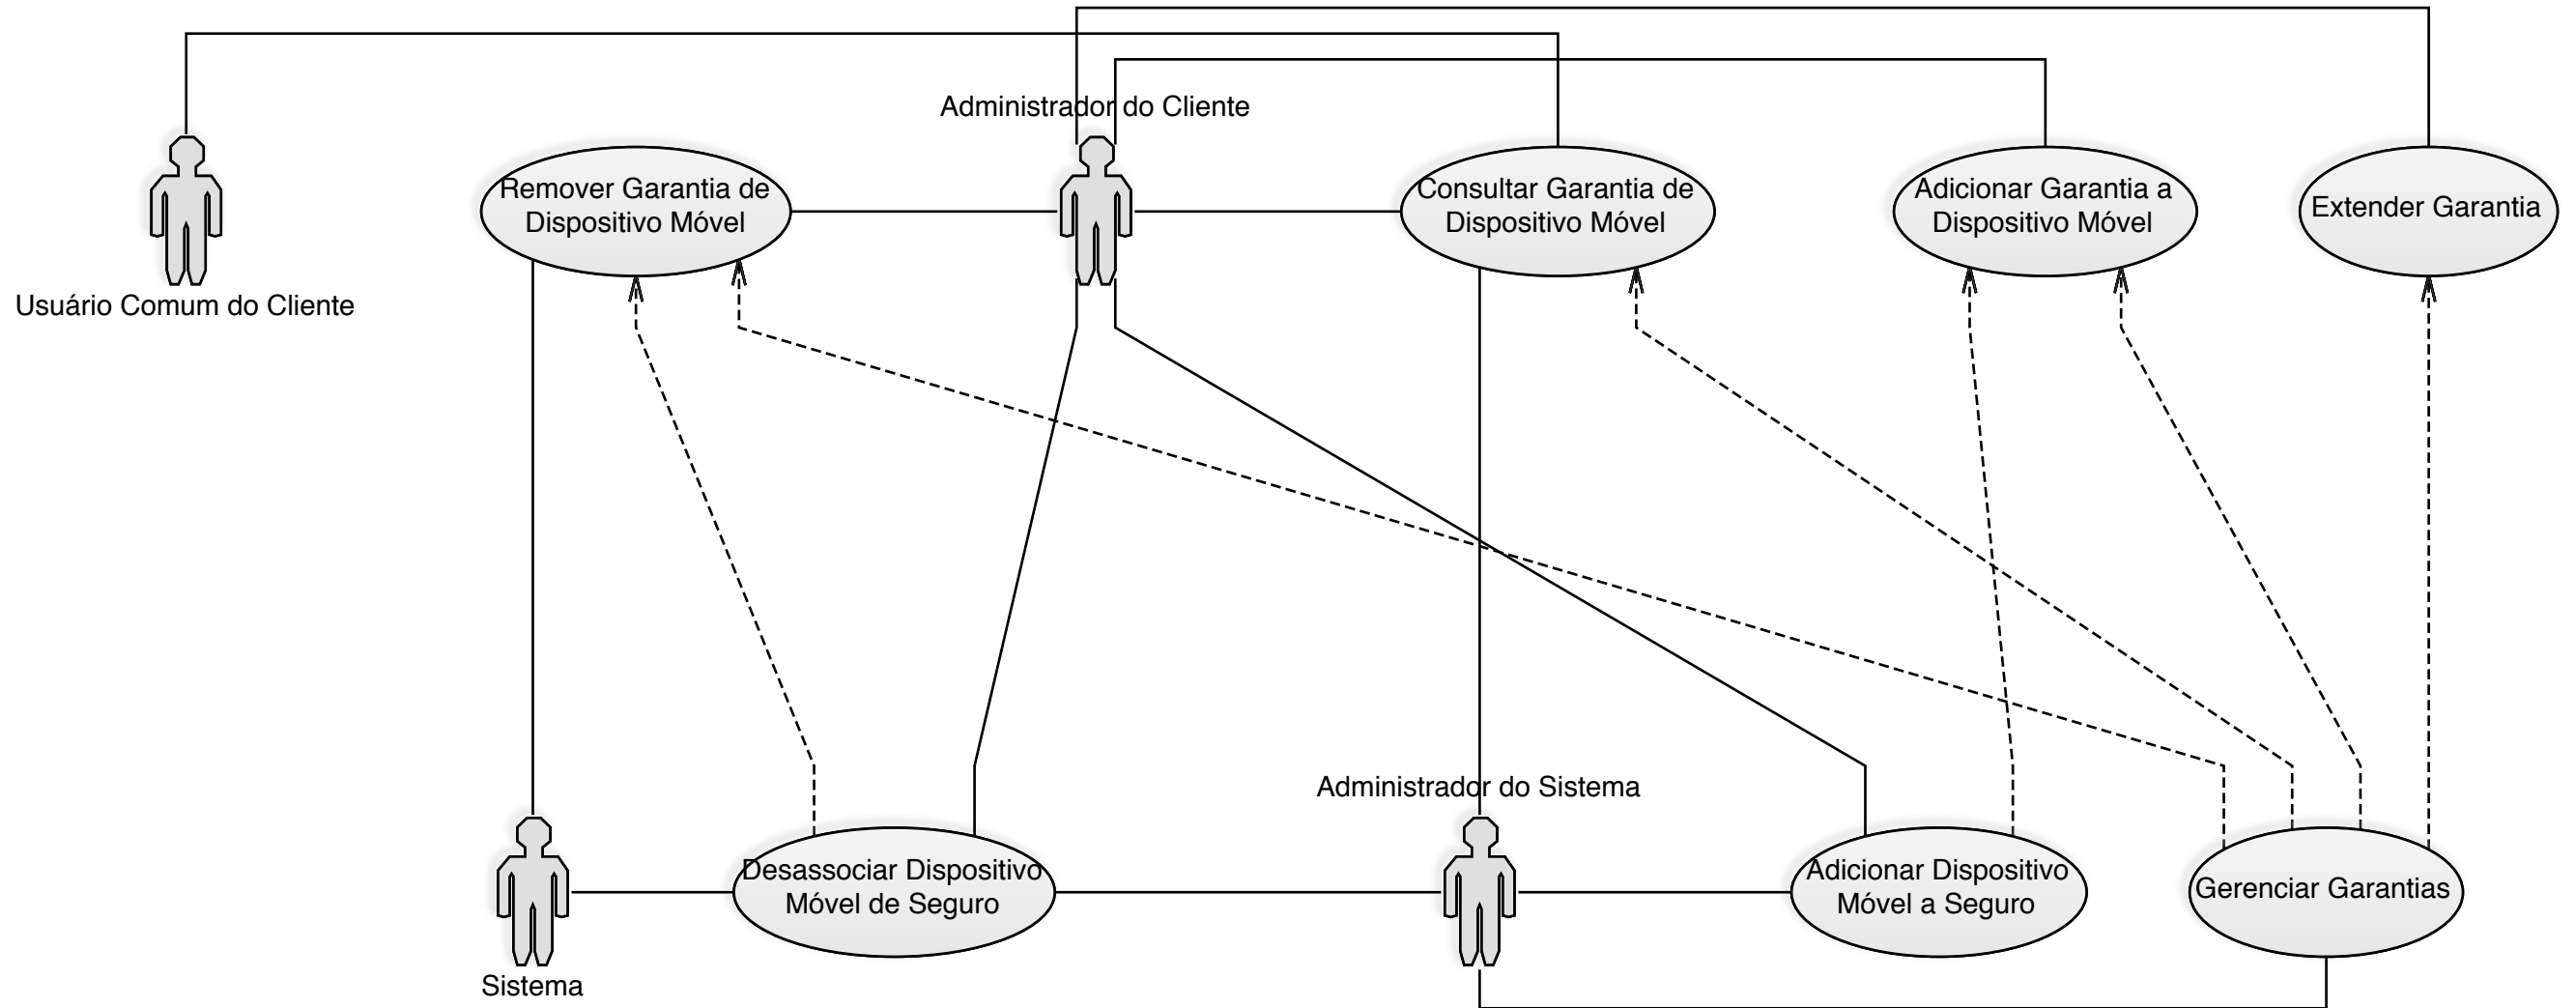 Administrador do Cliente
Remover Garantia de
Dispositivo Móvel
Consultar Garantia de
Dispositivo Móvel
Adicionar Garantia a
Dispositivo Móvel
Extender Garantia
Usuário Comum do Cliente
Administrador do Sistema
Desassociar Dispositivo
Móvel de Seguro
Adicionar Dispositivo
Móvel a Seguro
Gerenciar Garantias
Sistema